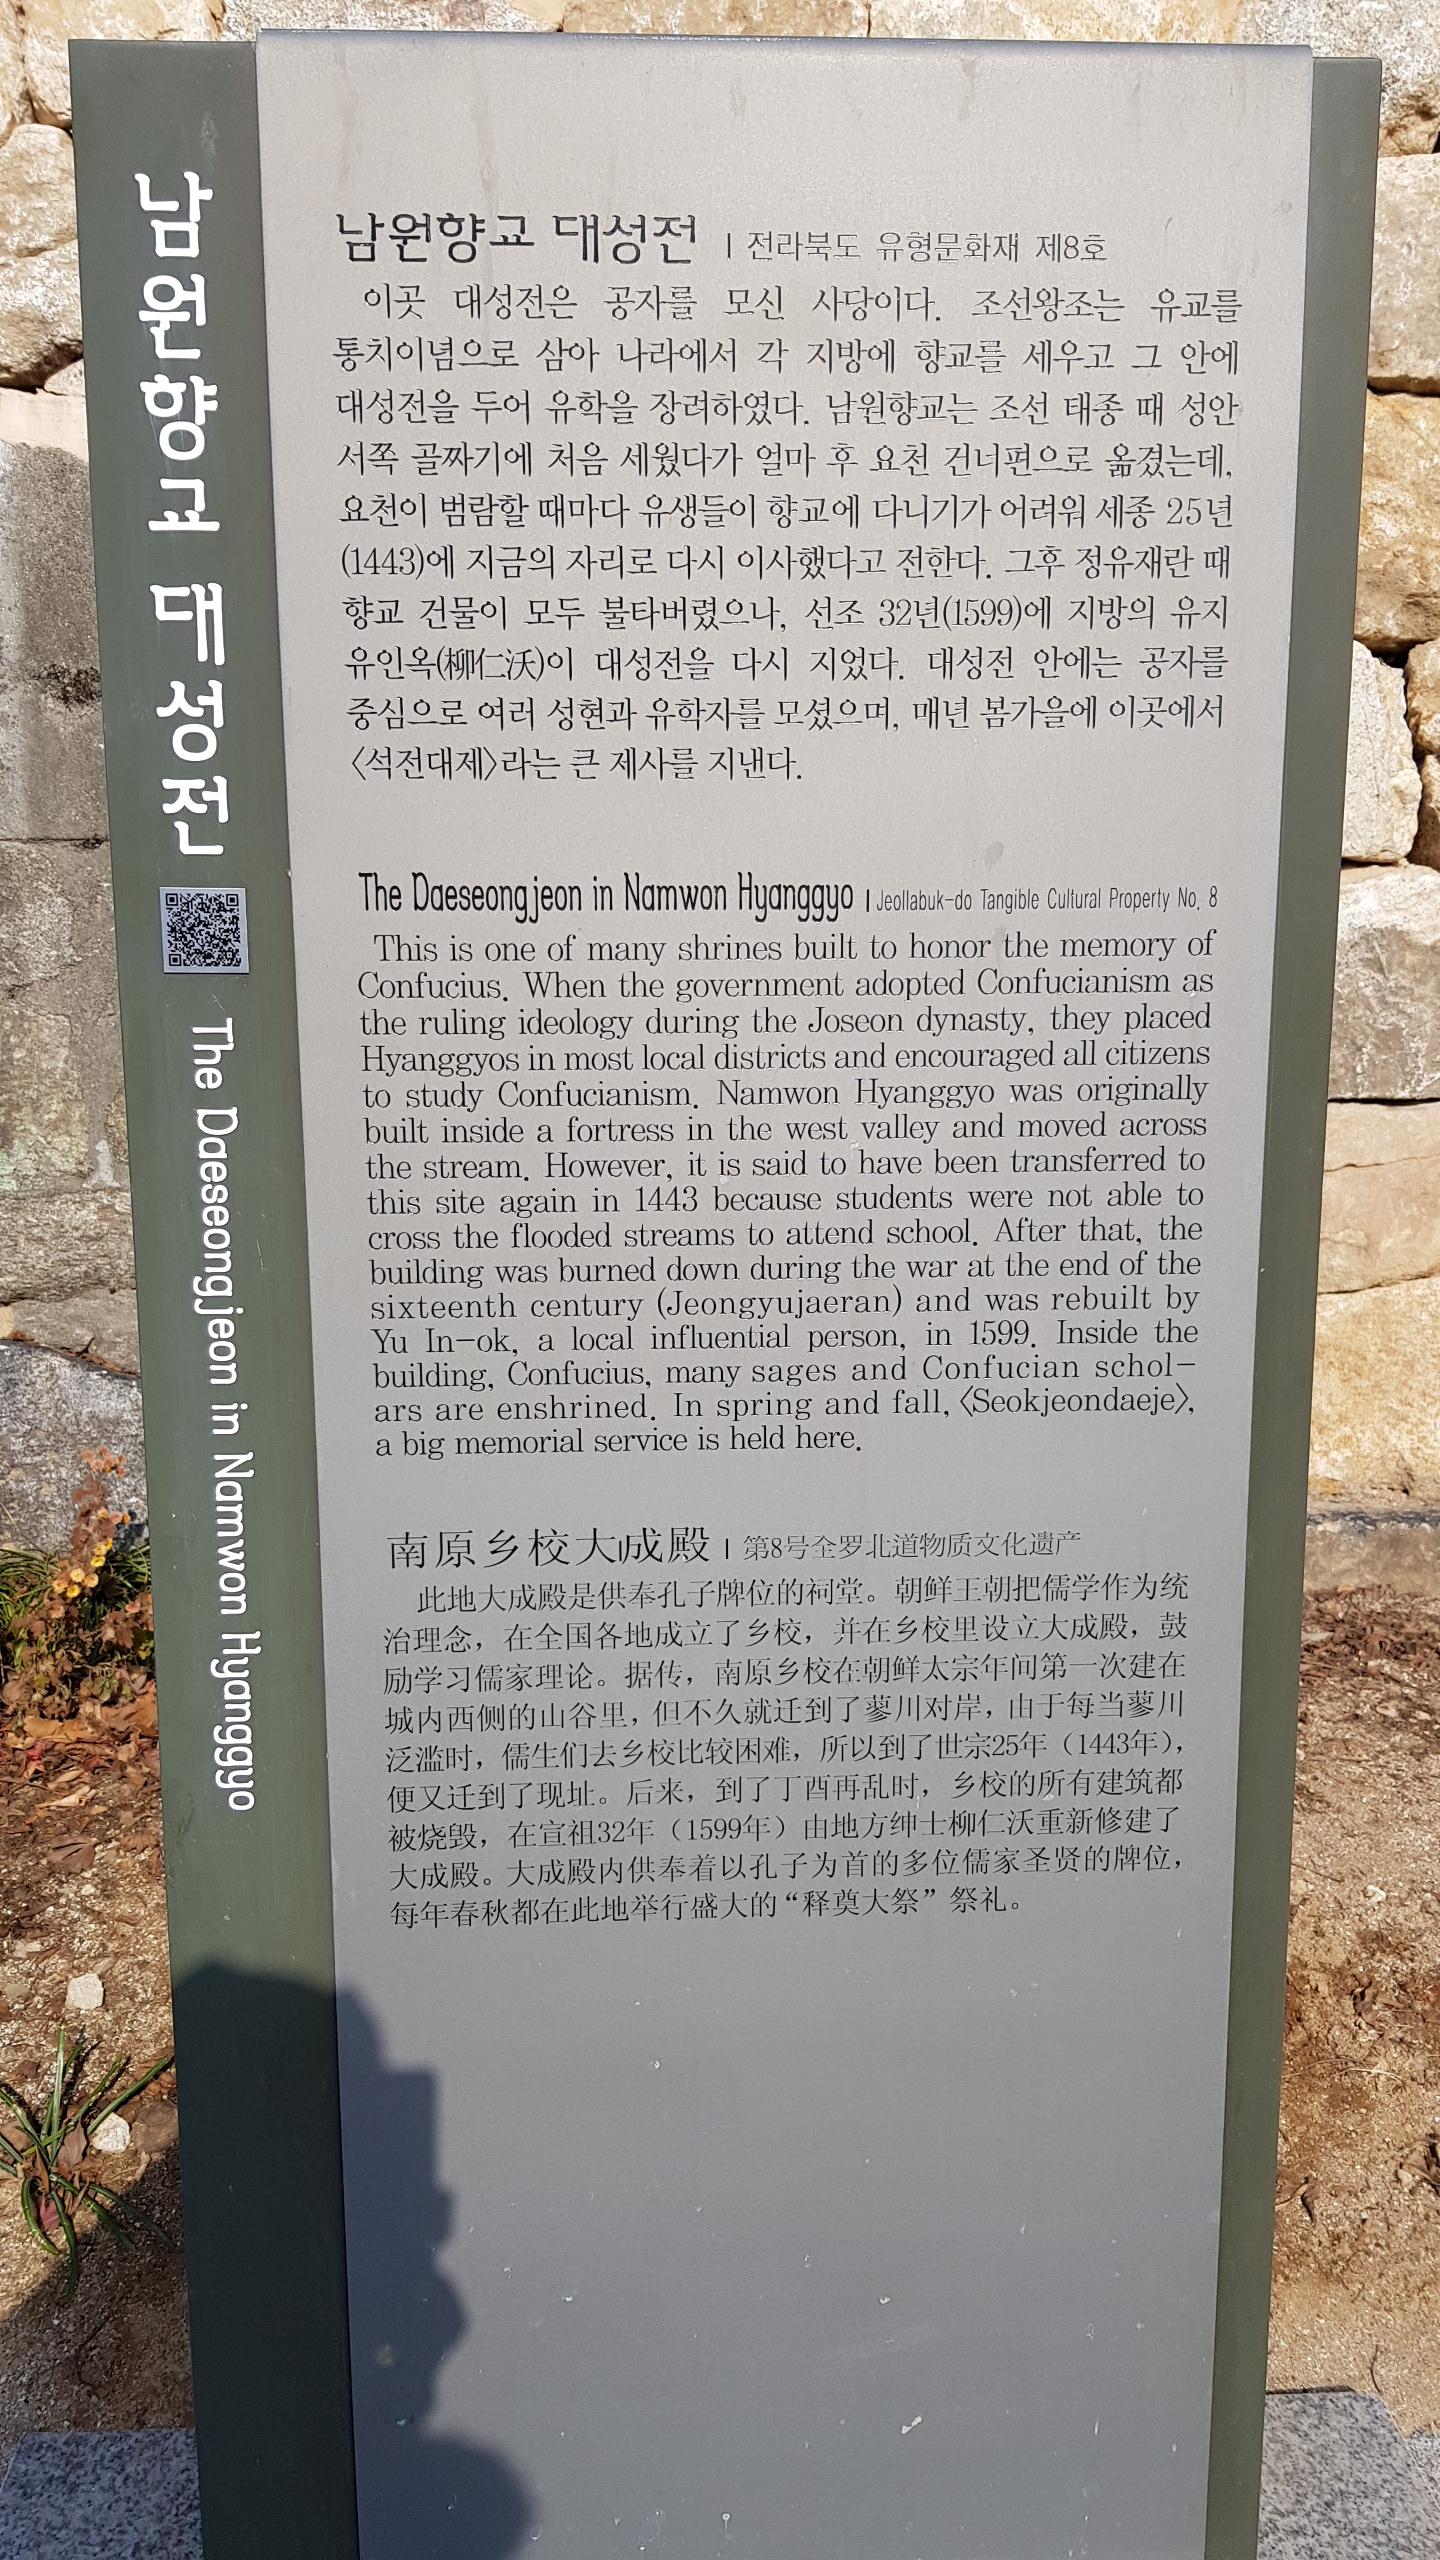 남원향교 대성전
The Daeseongjeon in Namwon Hyanggyo
남원향교 대성전 | 전라북도 유형문화재 제8호
이곳 대성전은 공자를 모신 사당이다. 조선왕조는 유교를
통치이념으로 삼아 나라에서 각 지방에 향교를 세우고 그 안에
대성전을 두어 유학을 장려하였다. 남원향교는 조선 태종 때 성안
서쪽 골짜기에 처음 세웠다가 얼마 후 요천 건너편으로 옮겼는데,
요천이 범람할 때마다 유생들이 향교에 다니기가 어려워 세종 25년
(1443)에 지금의 자리로 다시 이사했다고 전한다. 그후 정유재란 때
향교 건물이 모두 불타버렸으나, 선조 32년(1599)에 지방의 유지
유인옥(柳仁沃)이 대성전을 다시 지었다. 대성전 안에는 공자를
중심으로 여러 성현과 유학자를 모셨으며, 매년 봄가을에 이곳에서
〈석전대제〉라는 큰 제사를 지낸다.
The Daeseongjeon in Namwon Hyanggyo | Jeollabuk-do Tangible Cultural Property No. 8
This is one of many shrines built to honor the memory of
Confucius. When the government adopted Confucianism as
the ruling ideology during the Joseon dynasty, they placed
Hyanggyos in most local districts and encouraged all citizens
to study Confucianism. Namwon Hyanggyo was originally
built inside a fortress in the west valley and moved across
the stream. However, it is said to have been transferred to
this site again in 1443 because students were not able to
cross the flooded streams to attend school. After that, the
building was burned down during the war at the end of the
sixteenth century (Jeongyujaeran) and was rebuilt by
Yu In-ok, a local influential person, in 1599. Inside the
building, Confucius, many sages and Confucian schol-
ars are enshrined. In spring and fall, 〈Seokjeondaeje〉,
a big memorial service is held here.
南原乡校大成殿 | 第8号全罗北道物质文化遗产
此地大成殿是供奉孔子牌位的祠堂。朝鲜王朝把儒学作为统
治理念，在全国各地成立了乡校，并在乡校里设立大成殿，鼓
励学习儒家理论。据传，南原乡校在朝鲜太宗年间第一次建在
城内西侧的山谷里，但不久就迁到了蓼川对岸，由于每当蓼川
泛滥时，儒生们去乡校比较困难，所以到了世宗25年（1443年），
便又迁到了现址。后来，到了丁酉再乱时，乡校的所有建筑都
被烧毁，在宣祖32年（1599年）由地方绅士柳仁沃重新修建了
大成殿。大成殿内供奉着以孔子为首的多位儒家圣贤的牌位，
每年春秋都在此地举行盛大的“释奠大祭”祭礼。